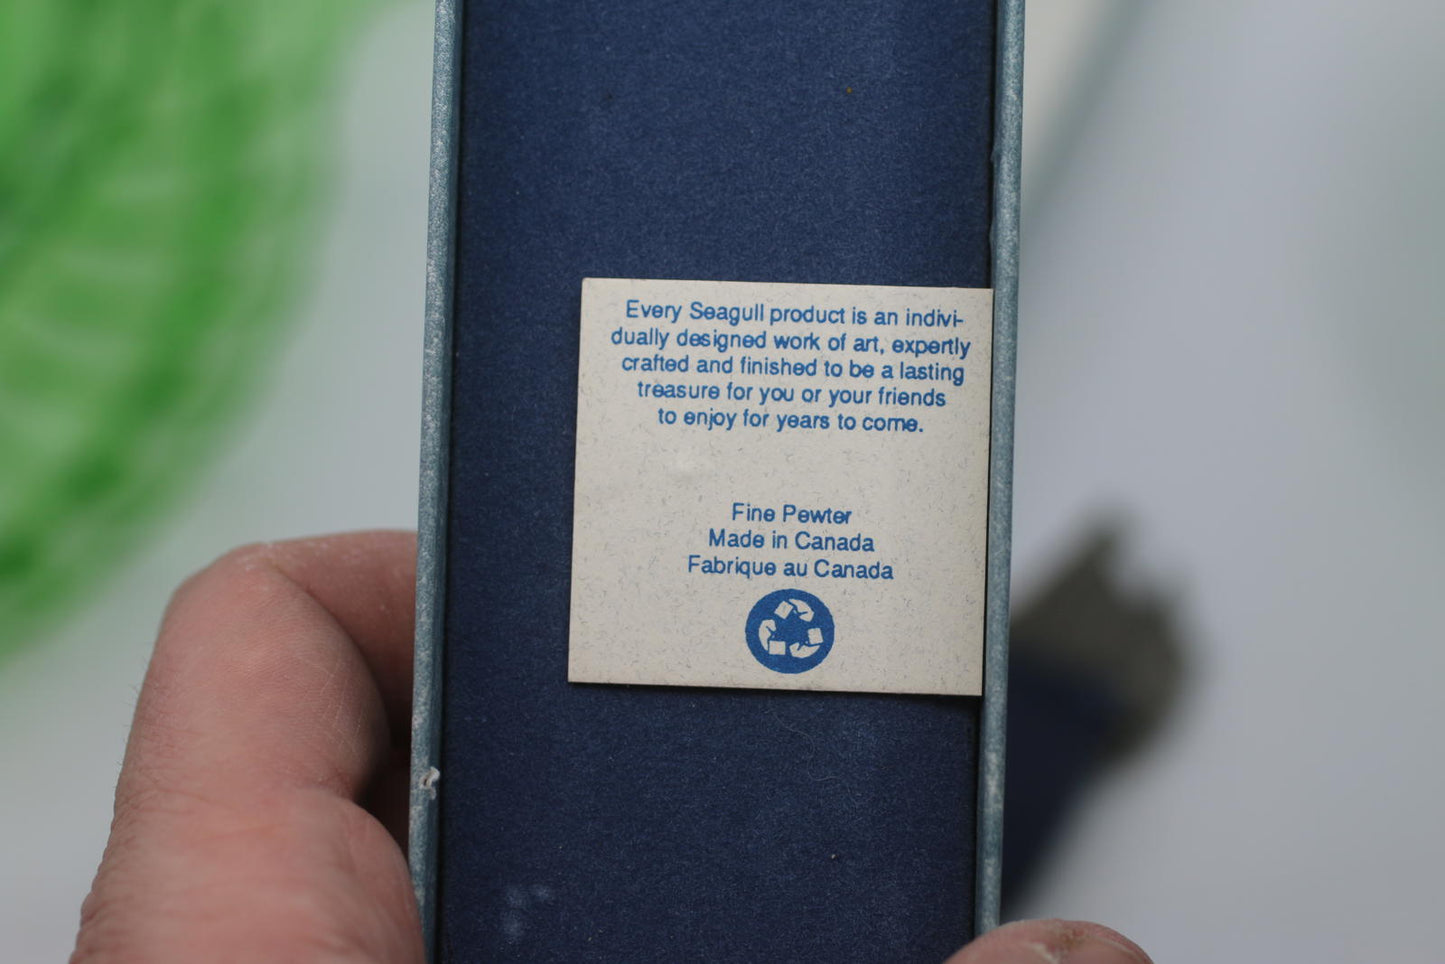 Every Seagull product is an indivi-
dually designed work of art, expertly
crafted and finished to be a lasting
treasure for you or your friends
to enjoy for years to come.
Fine Pewter
Made in Canada
Fabrique au Canada